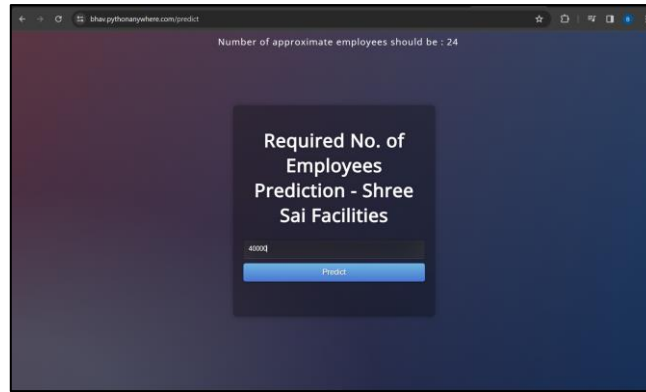 bhav.pythonanywhere.com/predict
Number of approximate employees should be : 24
Required No. of
Employees
Prediction - Shree
Sai Facilities
40000
Predict